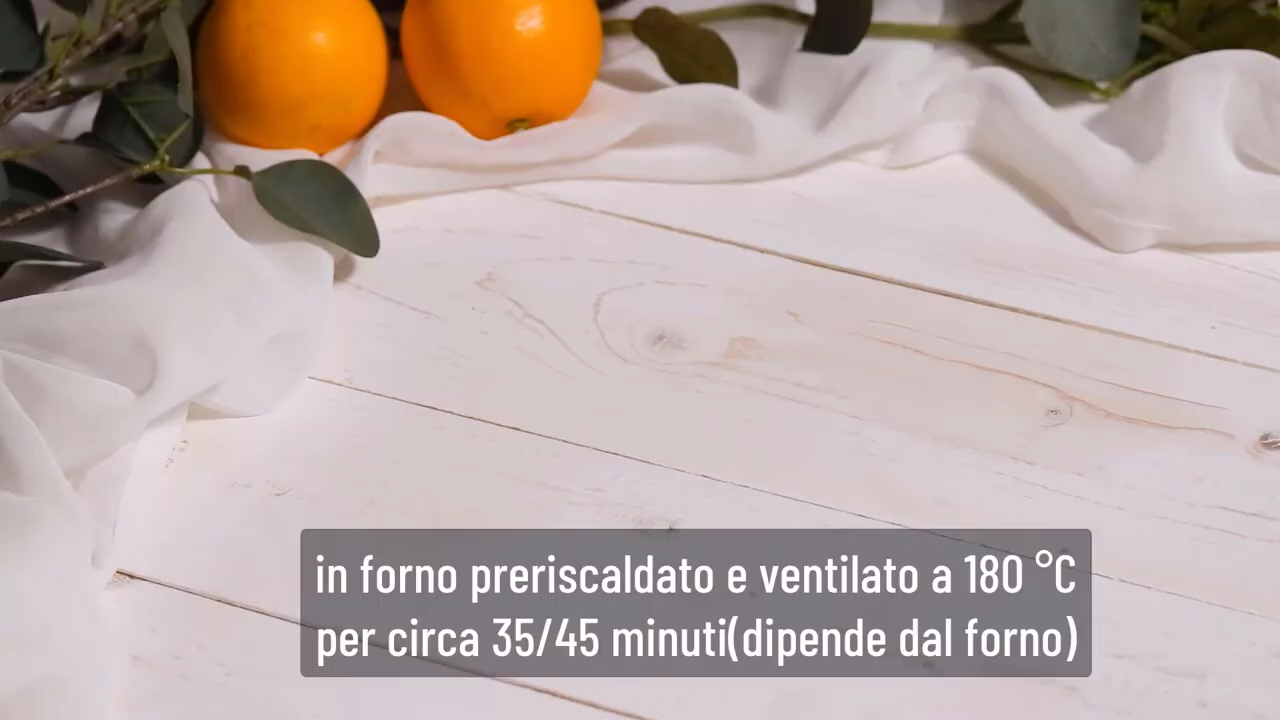 in forno preriscaldato e ventilato a 180 °C
per circa 35/45 minuti(dipende dal forno)